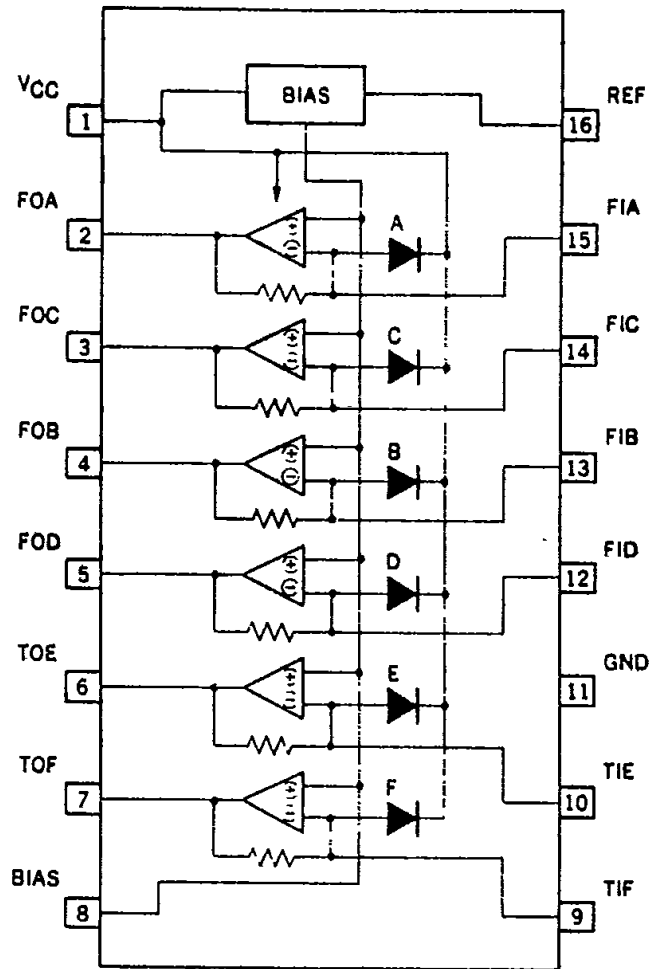 VCC
BIAS
REF
1
16
FOA
(+)
(-)
A
FIA
2
15
FOC
(+)
(-)
C
FIC
3
14
FOB
(+)
(-)
B
FIB
4
13
FOD
(+)
(-)
D
FID
5
12
TOE
(+)
(-)
E
GND
6
11
TOF
(+)
(-)
F
TIE
7
10
BIAS
TIF
8
9